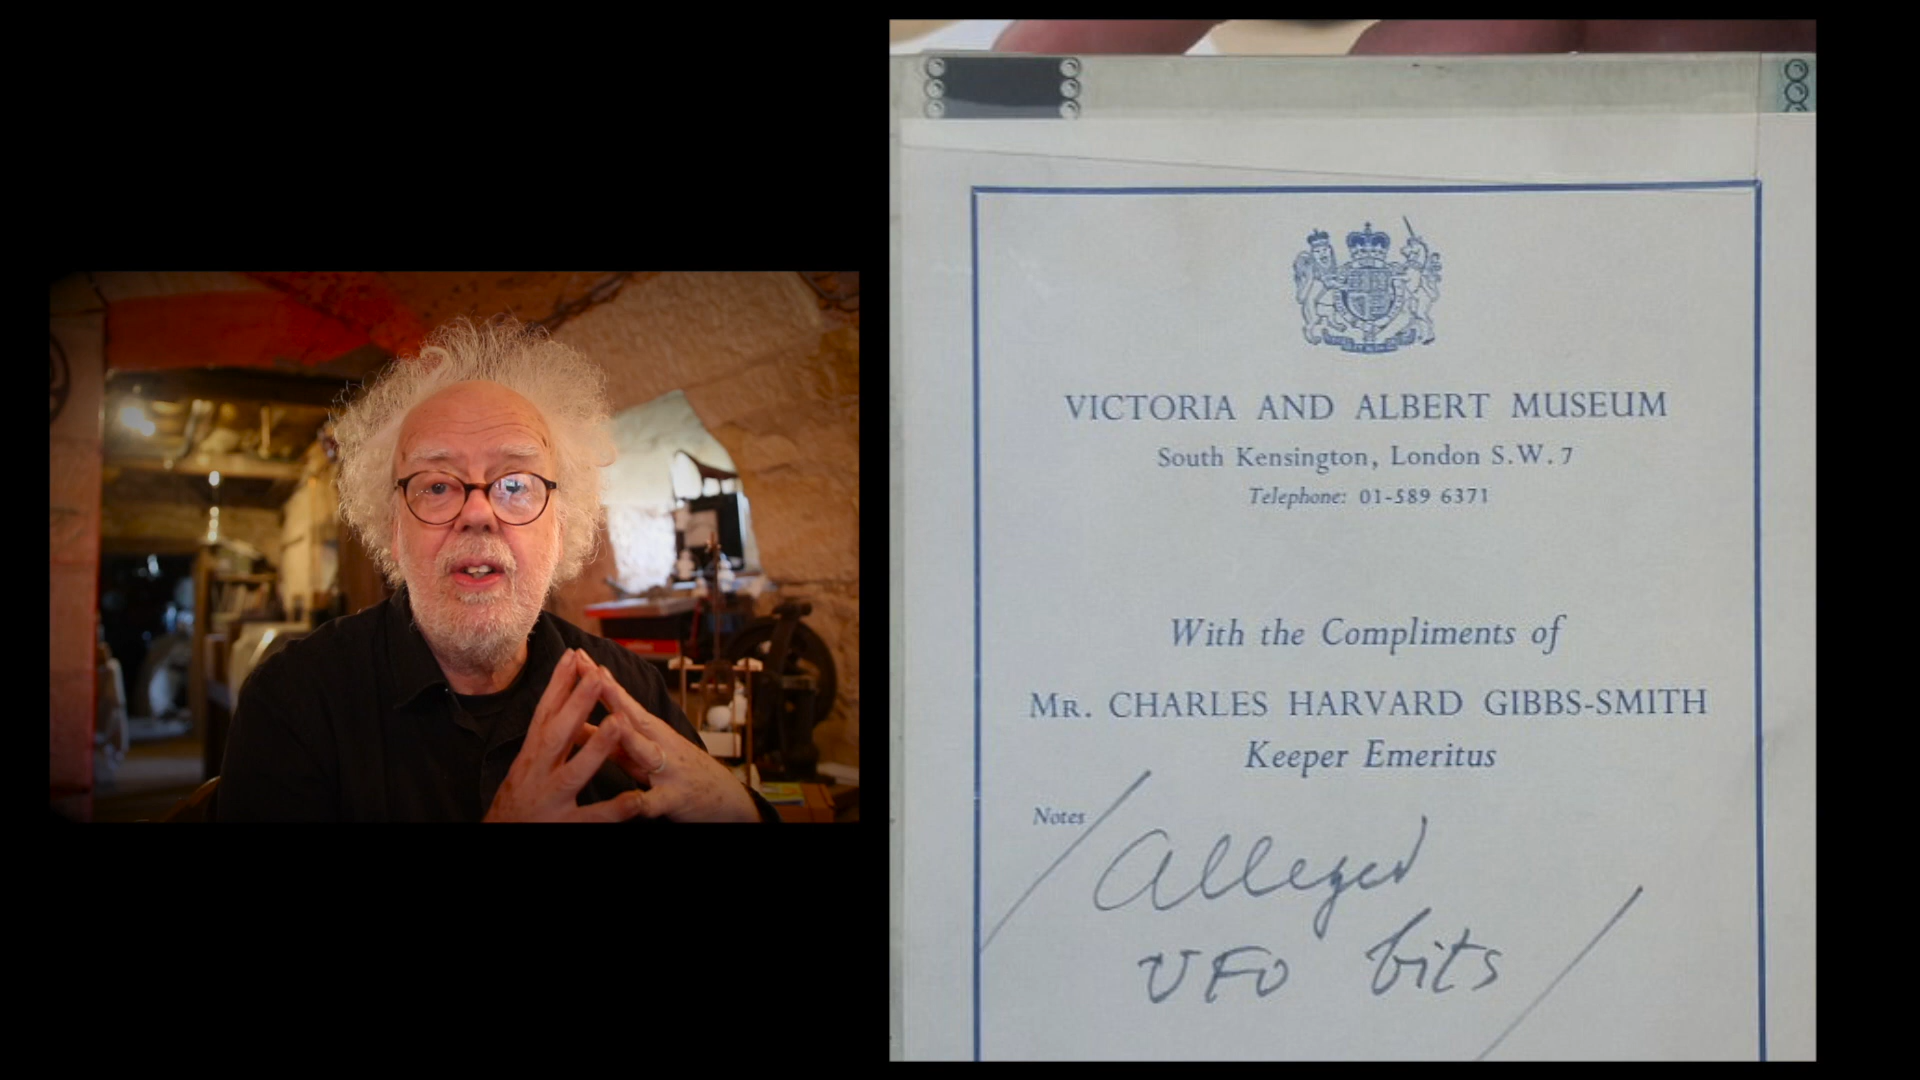 VICTORIA AND ALBERT MUSEUM
South Kensington, London S.W.7
Telephone: 01-589 6371
With the Compliments of
MR. CHARLES HARVARD GIBBS-SMITH
Keeper Emeritus
Notes
Alleged
UFO bits